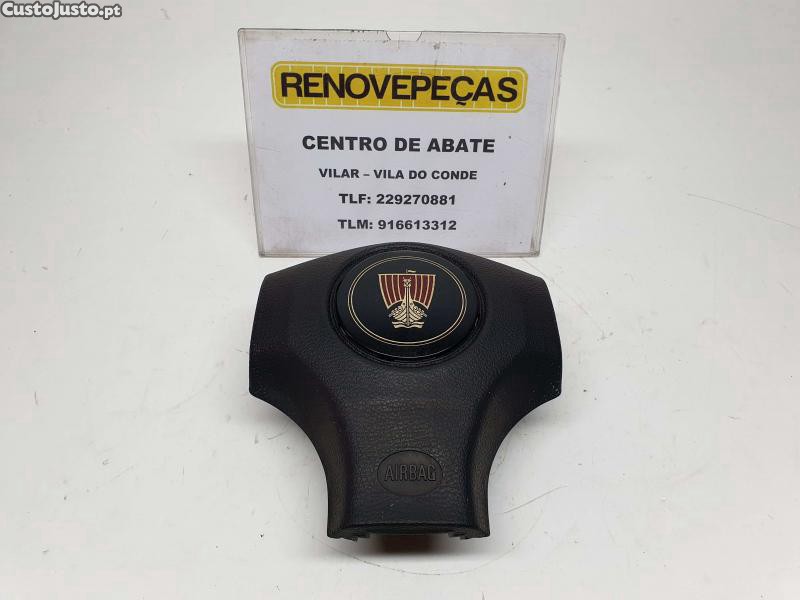 CustoJusto.pt
RENOVEPEÇAS
CENTRO DE ABATE
VILAR – VILA DO CONDE
TLF: 229270881
TLM: 916613312
AIRBAG